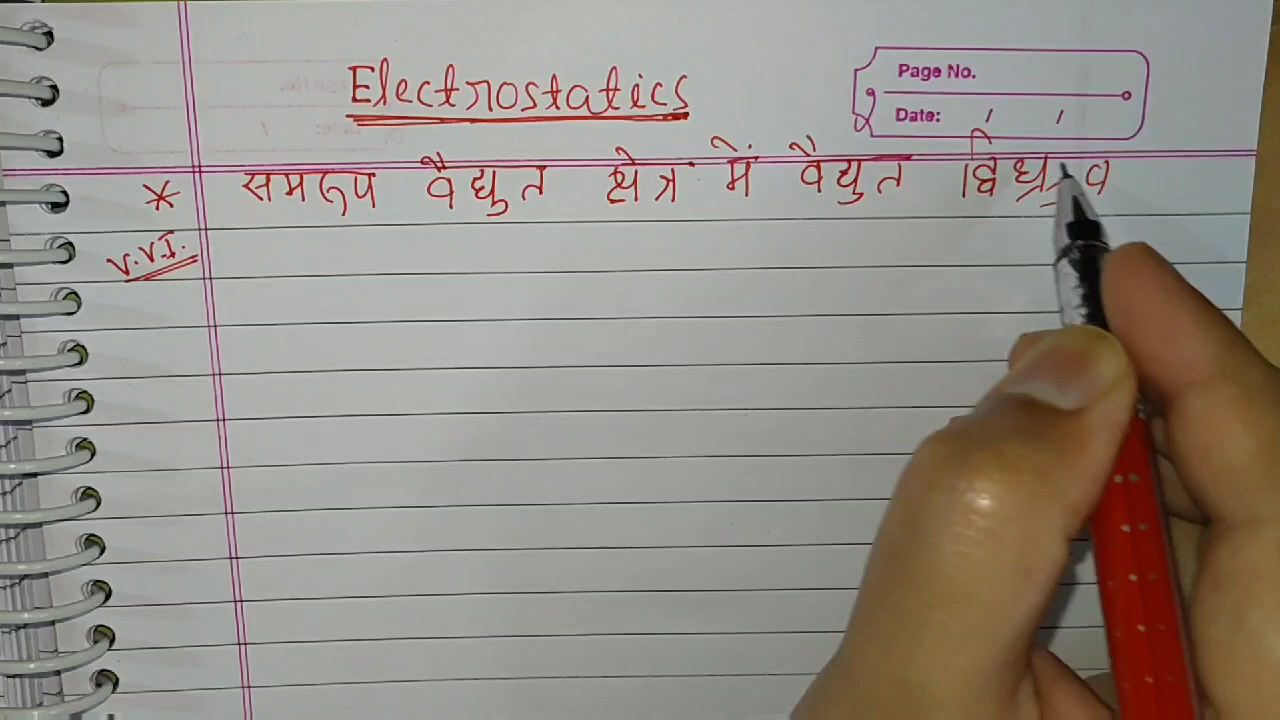 Electrostatics
Page No.
Date: / /
* समरूप वैद्युत क्षेत्र में वैद्युत द्विध्रुव
V.V.I.